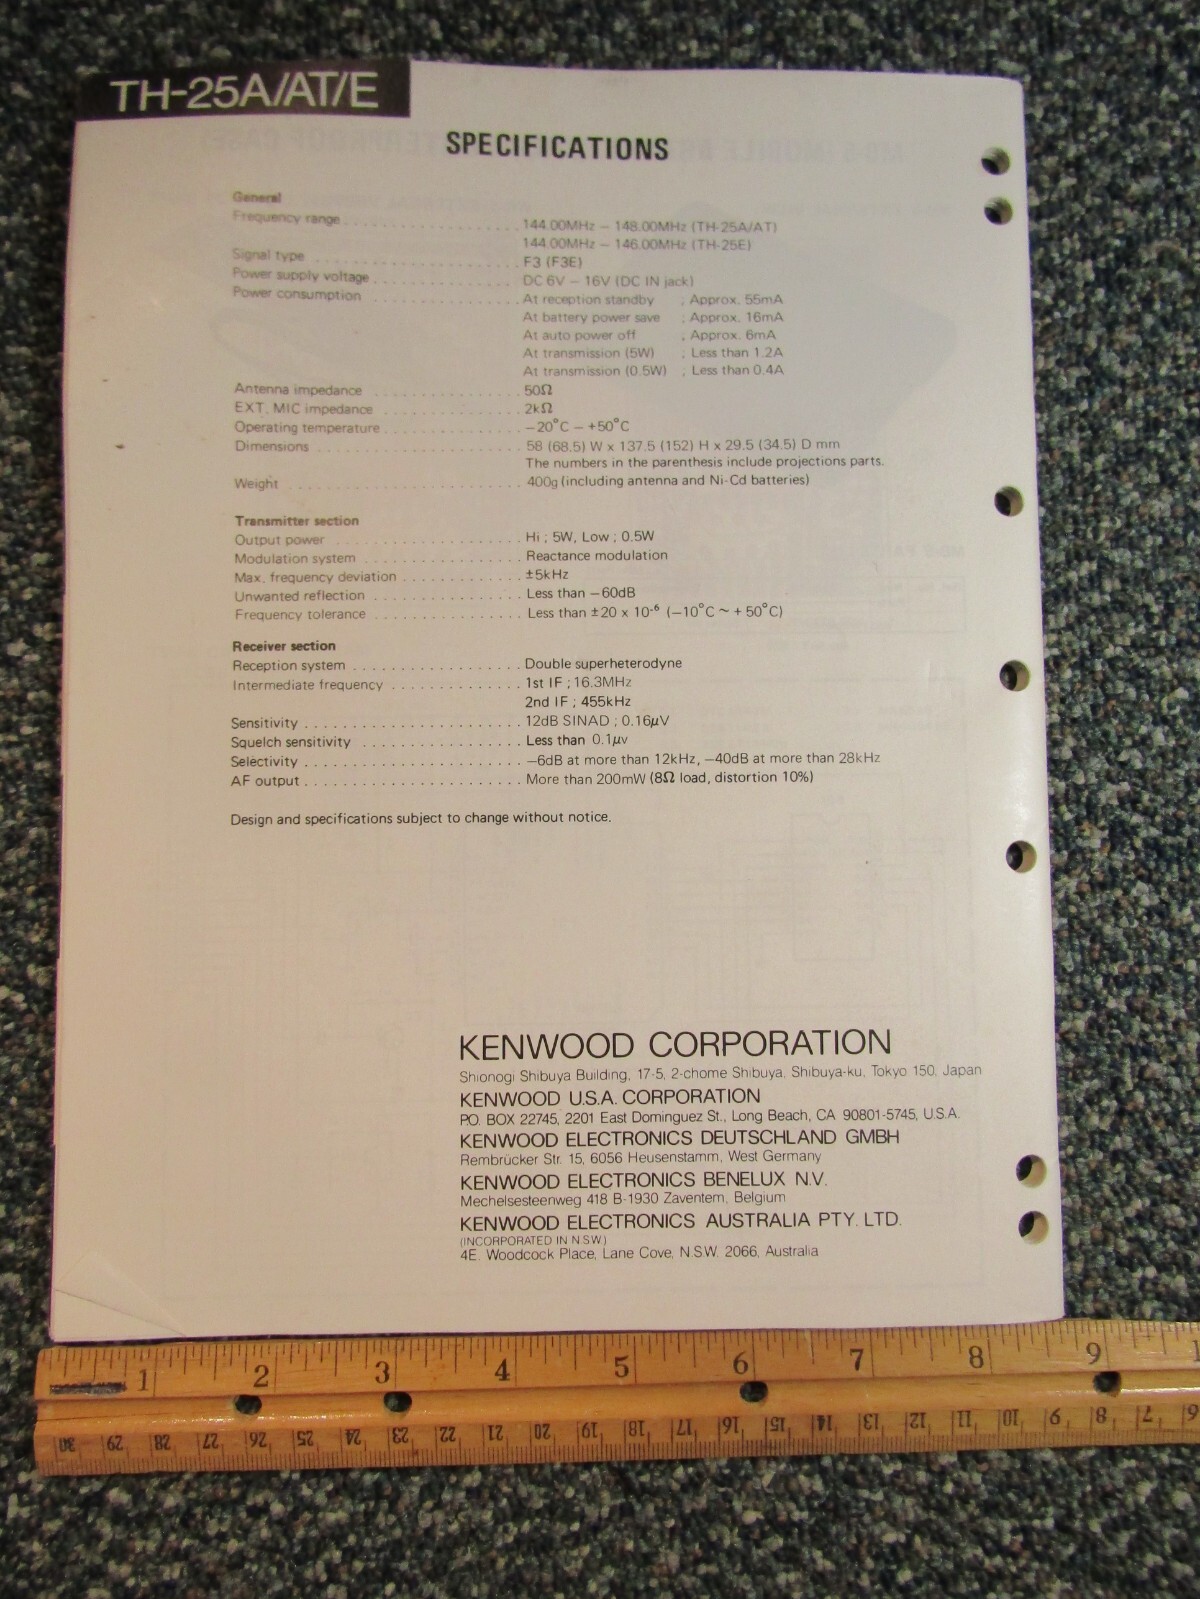 TH-25A/AT/E
SPECIFICATIONS
General
Frequency range . . . . . . . . . . . . . . . . . . . . 144.00MHz – 148.00MHz (TH-25A/AT)
144.00MHz – 146.00MHz (TH-25E)
Signal type . . . . . . . . . . . . . . . . . . . . . . . F3 (F3E)
Power supply voltage . . . . . . . . . . . . . . . . DC 6V – 16V (DC IN jack)
Power consumption . . . . . . . . . . . . . . . . At reception standby ; Approx. 55mA
At battery power save ; Approx. 16mA
At auto power off ; Approx. 6mA
At transmission (5W) ; Less than 1.2A
At transmission (0.5W) ; Less than 0.4A
Antenna impedance . . . . . . . . . . . . . . . . 50Ω
EXT. MIC impedance . . . . . . . . . . . . . . . 2kΩ
Operating temperature . . . . . . . . . . . . . . . –20°C – +50°C
Dimensions . . . . . . . . . . . . . . . . . . . . . . 58 (68.5) W x 137.5 (152) H x 29.5 (34.5) D mm
The numbers in the parenthesis include projections parts.
Weight . . . . . . . . . . . . . . . . . . . . . . . . . 400g (including antenna and Ni-Cd batteries)
Transmitter section
Output power . . . . . . . . . . . . . . . . . . . . Hi ; 5W, Low ; 0.5W
Modulation system . . . . . . . . . . . . . . . . . Reactance modulation
Max. frequency deviation . . . . . . . . . . . . . ±5kHz
Unwanted reflection . . . . . . . . . . . . . . . . Less than –60dB
Frequency tolerance . . . . . . . . . . . . . . . . Less than ±20 x 10-⁶ (–10°C ~ + 50°C)
Receiver section
Reception system . . . . . . . . . . . . . . . . . . Double superheterodyne
Intermediate frequency . . . . . . . . . . . . . . 1st IF ; 16.3MHz
2nd IF ; 455kHz
Sensitivity . . . . . . . . . . . . . . . . . . . . . . . 12dB SINAD ; 0.16µV
Squelch sensitivity . . . . . . . . . . . . . . . . . Less than 0.1µv
Selectivity . . . . . . . . . . . . . . . . . . . . . . . –6dB at more than 12kHz, –40dB at more than 28kHz
AF output . . . . . . . . . . . . . . . . . . . . . . . More than 200mW (8Ω load, distortion 10%)
Design and specifications subject to change without notice.
KENWOOD CORPORATION
Shionogi Shibuya Building, 17-5, 2-chome Shibuya, Shibuya-ku, Tokyo 150, Japan
KENWOOD U.S.A. CORPORATION
P.O. BOX 22745, 2201 East Dominguez St., Long Beach, CA 90801-5745, U.S.A.
KENWOOD ELECTRONICS DEUTSCHLAND GMBH
Rembrücker Str. 15, 6056 Heusenstamm, West Germany
KENWOOD ELECTRONICS BENELUX N.V.
Mechelsesteenweg 418 B-1930 Zaventem, Belgium
KENWOOD ELECTRONICS AUSTRALIA PTY. LTD.
(INCORPORATED IN N.S.W.)
4E. Woodcock Place, Lane Cove, N.S.W. 2066, Australia
1 2 3 4 5 6 7 8 9 1
30 29 28 27 26 25 24 23 22 21 20 19 18 17 16 15 14 13 12 11 10 9 8 7 6